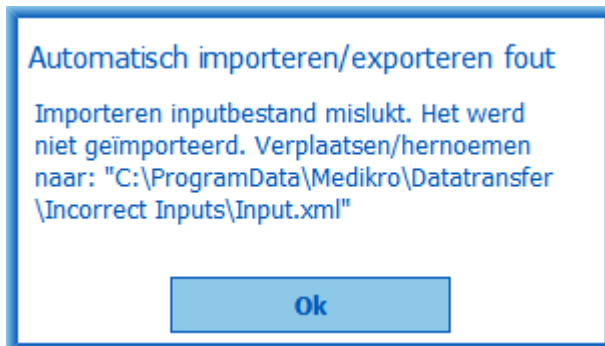 Automatisch importeren/exporteren fout
Importeren inputbestand mislukt. Het werd
niet geïmporteerd. Verplaatsen/hernoemen
naar: "C:\ProgramData\Medikro\Datatransfer
\Incorrect Inputs\Input.xml"
Ok